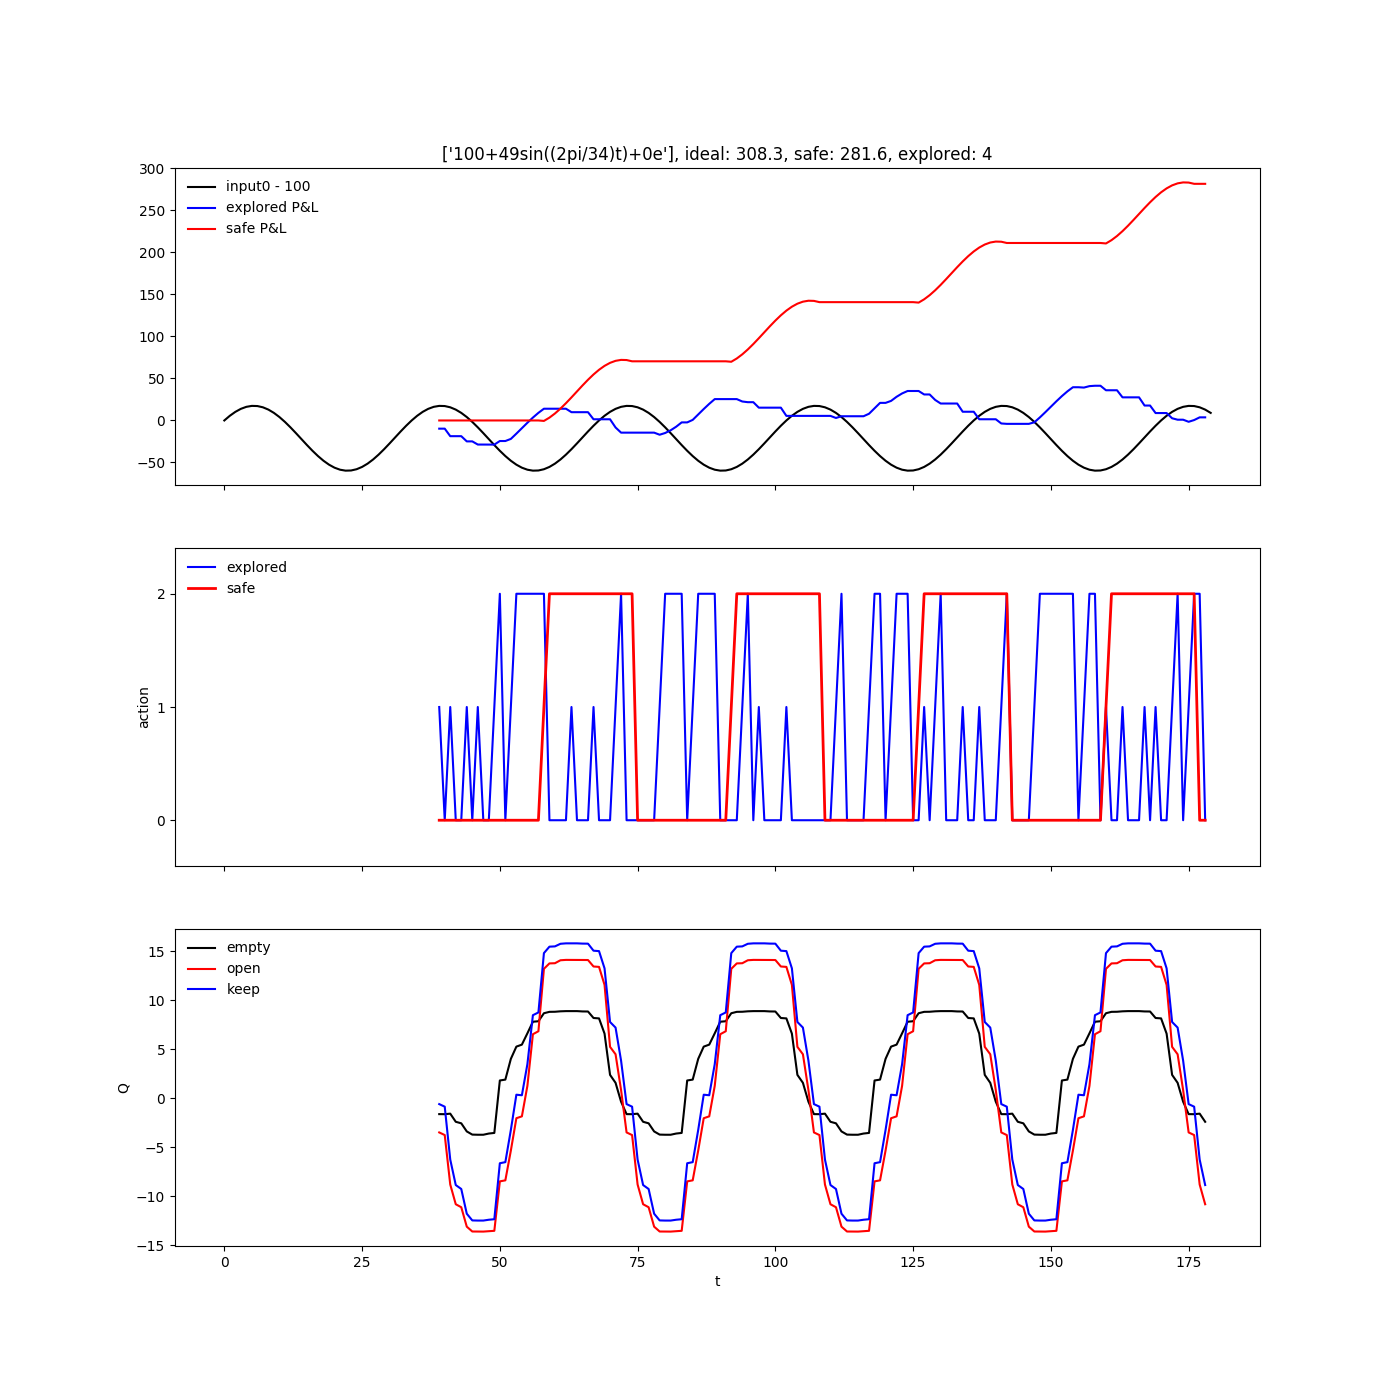 ['100+49sin((2pi/34)t)+0e'], ideal: 308.3, safe: 281.6, explored: 4
300
250
200
150
100
50
0
−50
input0 - 100
explored P&L
safe P&L
2
1
0
action
explored
safe
15
10
5
0
−5
−10
−15
Q
empty
open
keep
0 25 50 75 100 125 150 175
t